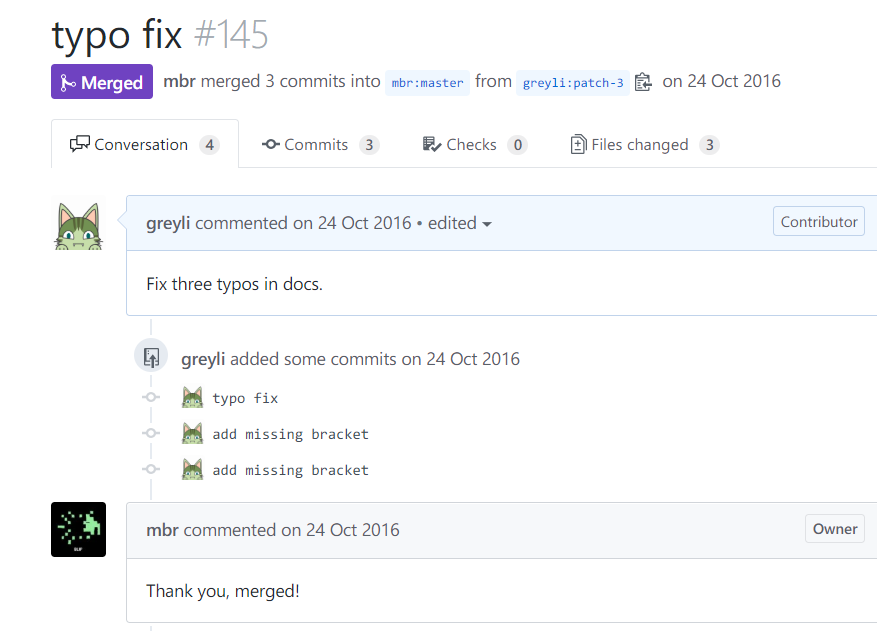 typo fix #145
Merged mbr merged 3 commits into mbr:master from greyli:patch-3 on 24 Oct 2016
Conversation 4 Commits 3 Checks 0 Files changed 3
greyli commented on 24 Oct 2016 • edited Contributor
Fix three typos in docs.
greyli added some commits on 24 Oct 2016
typo fix
add missing bracket
add missing bracket
mbr commented on 24 Oct 2016 Owner
Thank you, merged!